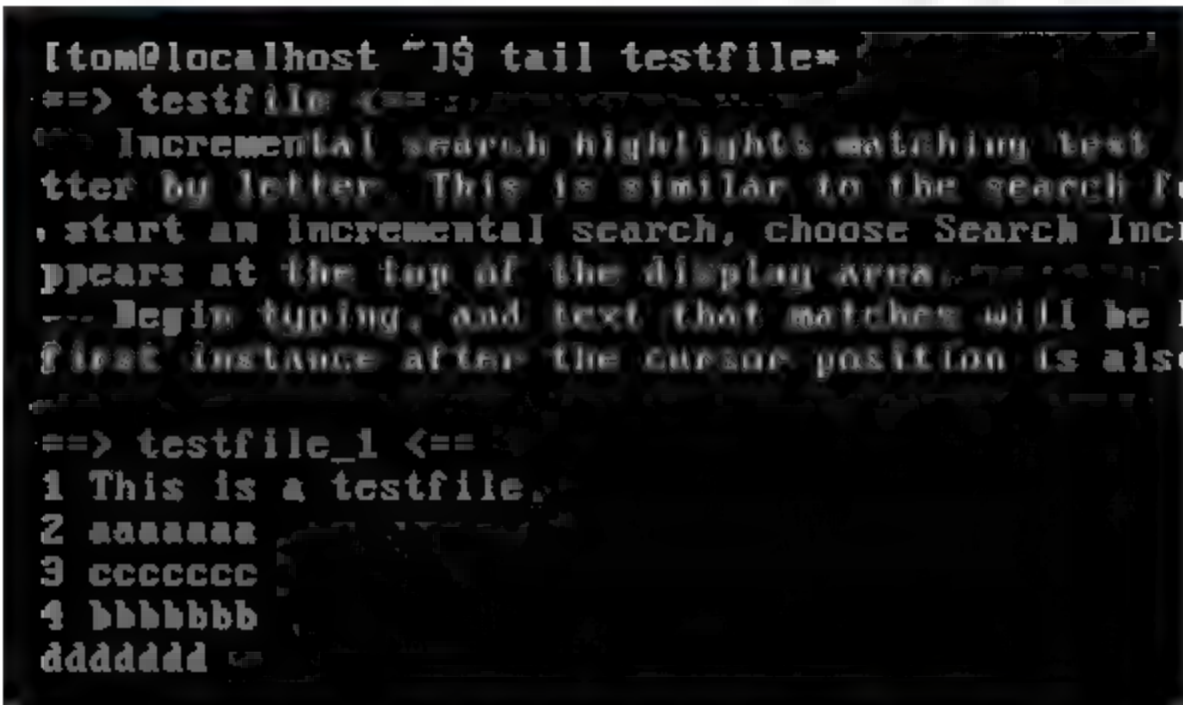 [tom@localhost ~]$ tail testfile*
==> testfile <==
Incremental search highlights matching text
tter by letter. This is similar to the search
start an incremental search, choose Search Incr
ppears at the top of the display area
Begin typing, and text that matches will be
first instance after the cursor position is also
==> testfile_1 <==
1 This is a testfile.
2 aaaaaaa
3 ccccccc
4 bbbbbbb
ddddddd